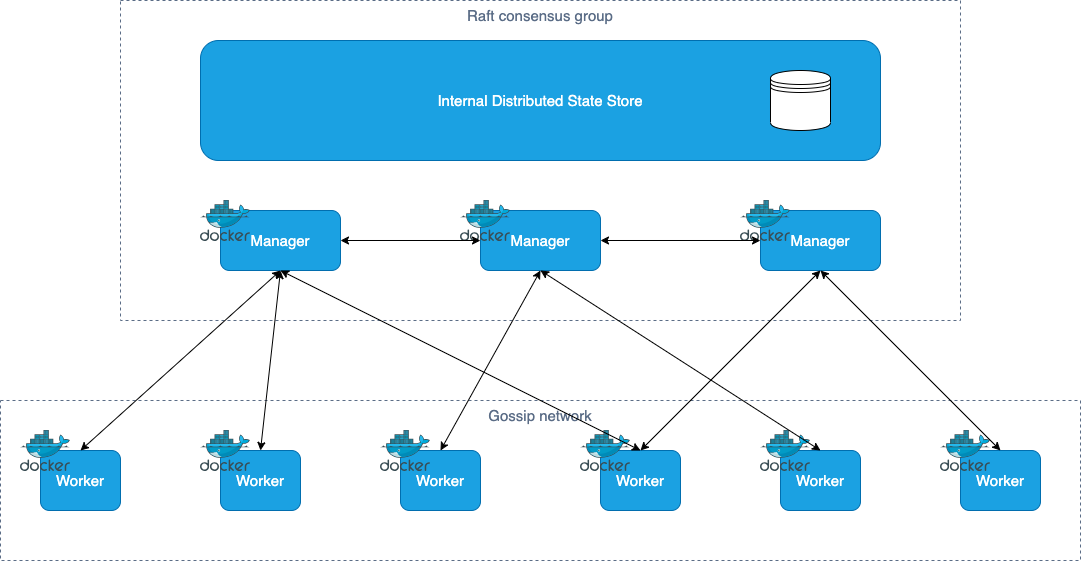 Raft consensus group
Internal Distributed State Store
docker
Manager
docker
Manager
docker
Manager
Gossip network
docker
Worker
docker
Worker
docker
Worker
docker
Worker
docker
Worker
docker
Worker